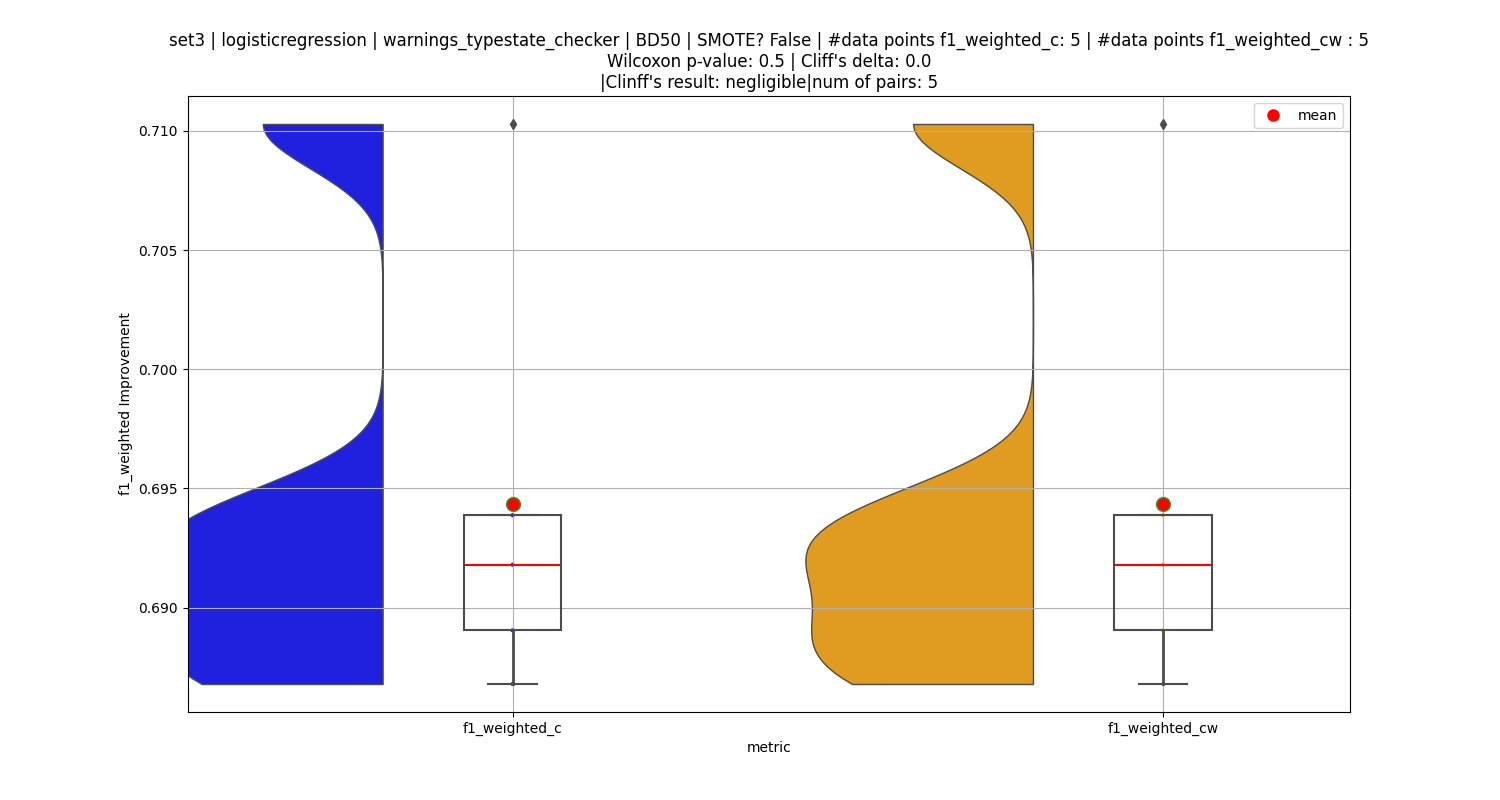 set3 | logisticregression | warnings_typestate_checker | BD50 | SMOTE? False | #data points f1_weighted_c: 5 | #data points f1_weighted_cw : 5
Wilcoxon p-value: 0.5 | Cliff's delta: 0.0
|Clinff's result: negligible|num of pairs: 5
mean
0.710
0.705
0.700
0.695
0.690
f1_weighted Improvement
f1_weighted_c
f1_weighted_cw
metric